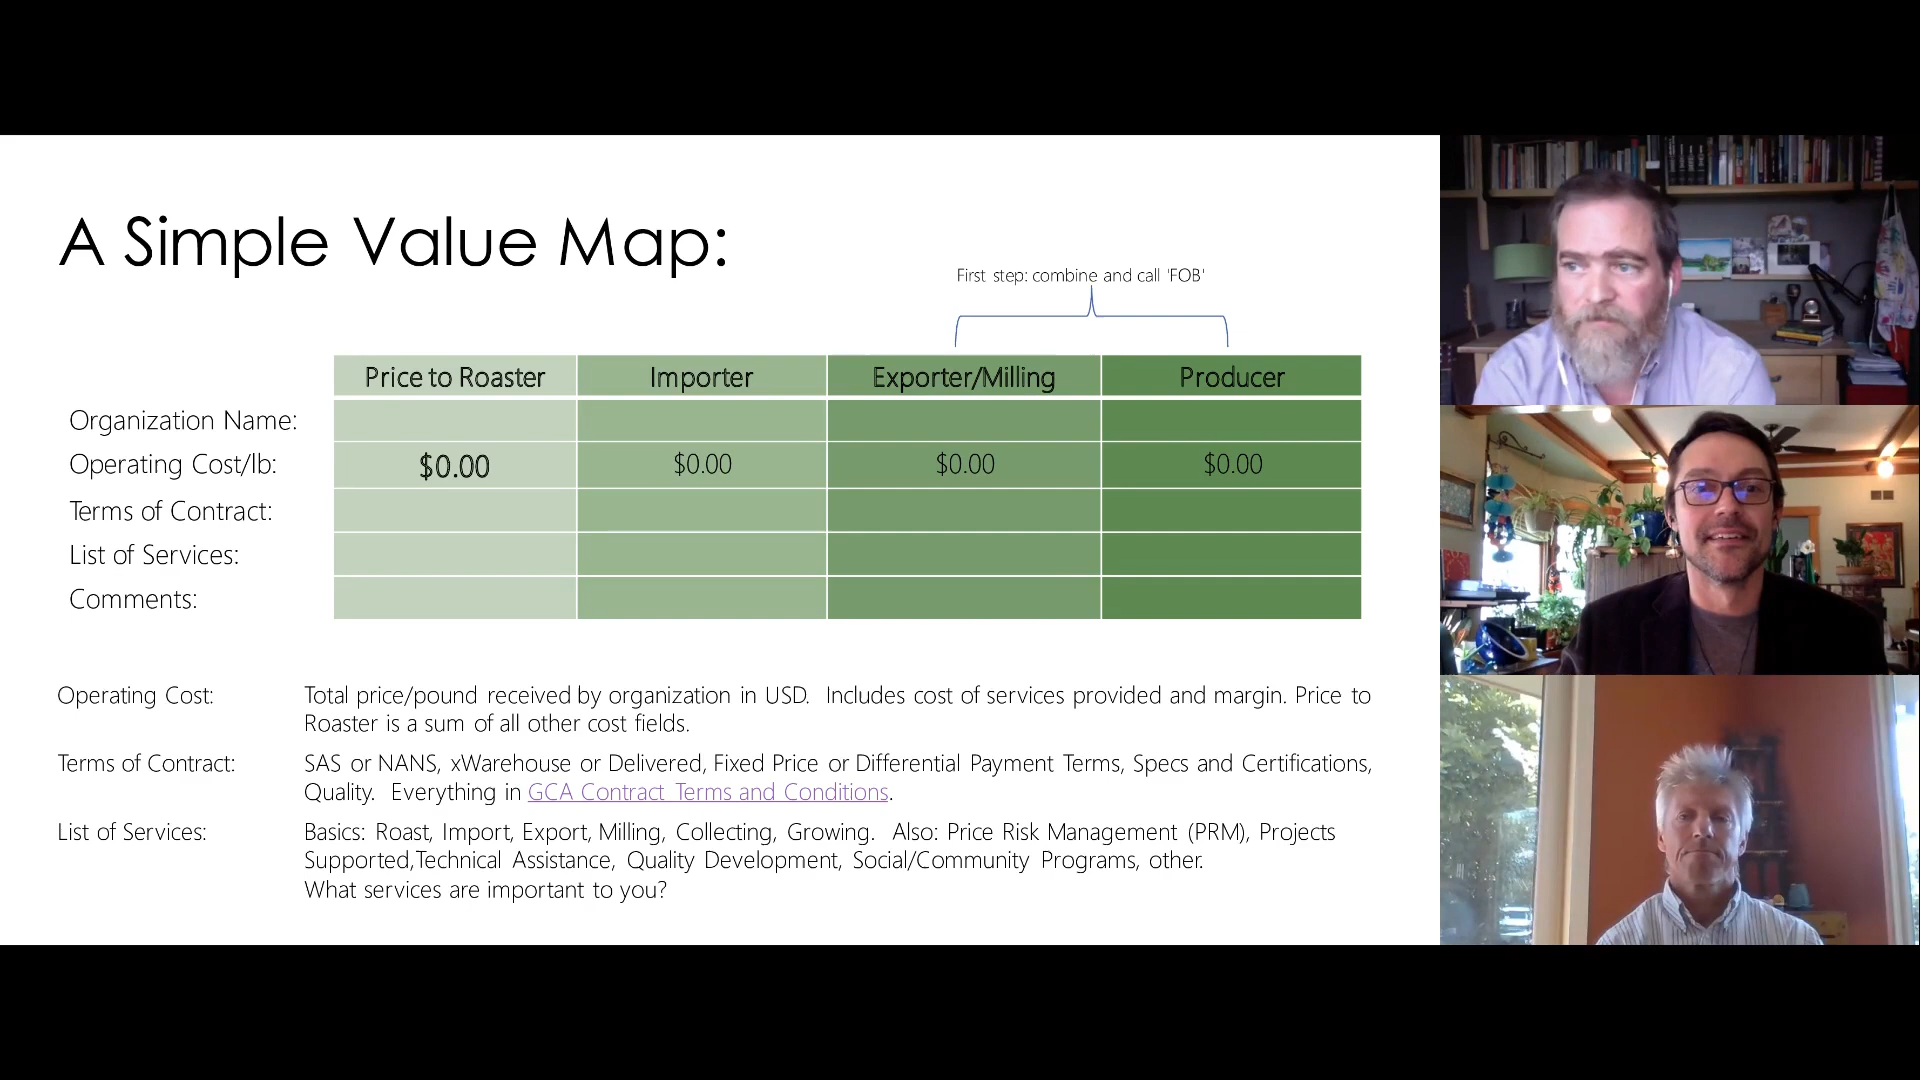 A Simple Value Map:
First step: combine and call 'FOB'
Price to Roaster Importer Exporter/Milling Producer
Organization Name:
Operating Cost/lb: $0.00 $0.00 $0.00 $0.00
Terms of Contract:
List of Services:
Comments:
Operating Cost: Total price/pound received by organization in USD. Includes cost of services provided and margin. Price to
Roaster is a sum of all other cost fields.
Terms of Contract: SAS or NANS, xWarehouse or Delivered, Fixed Price or Differential Payment Terms, Specs and Certifications,
Quality. Everything in GCA Contract Terms and Conditions.
List of Services: Basics: Roast, Import, Export, Milling, Collecting, Growing. Also: Price Risk Management (PRM), Projects
Supported,Technical Assistance, Quality Development, Social/Community Programs, other.
What services are important to you?